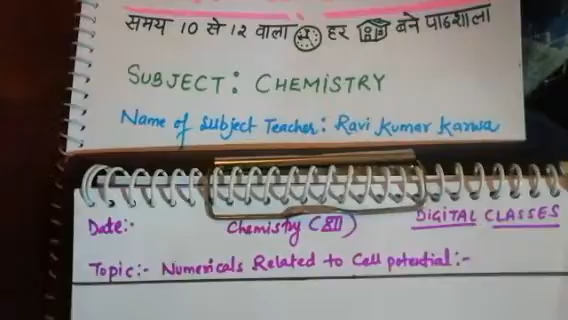 समय 10 से 12 वाला हर बने पाठशाला
SUBJECT: CHEMISTRY
Name of Subject Teacher: Ravi Kumar Karwa
Date:- Chemistry (XII) DIGITAL CLASSES
Topic:- Numericals Related to Cell potential:-